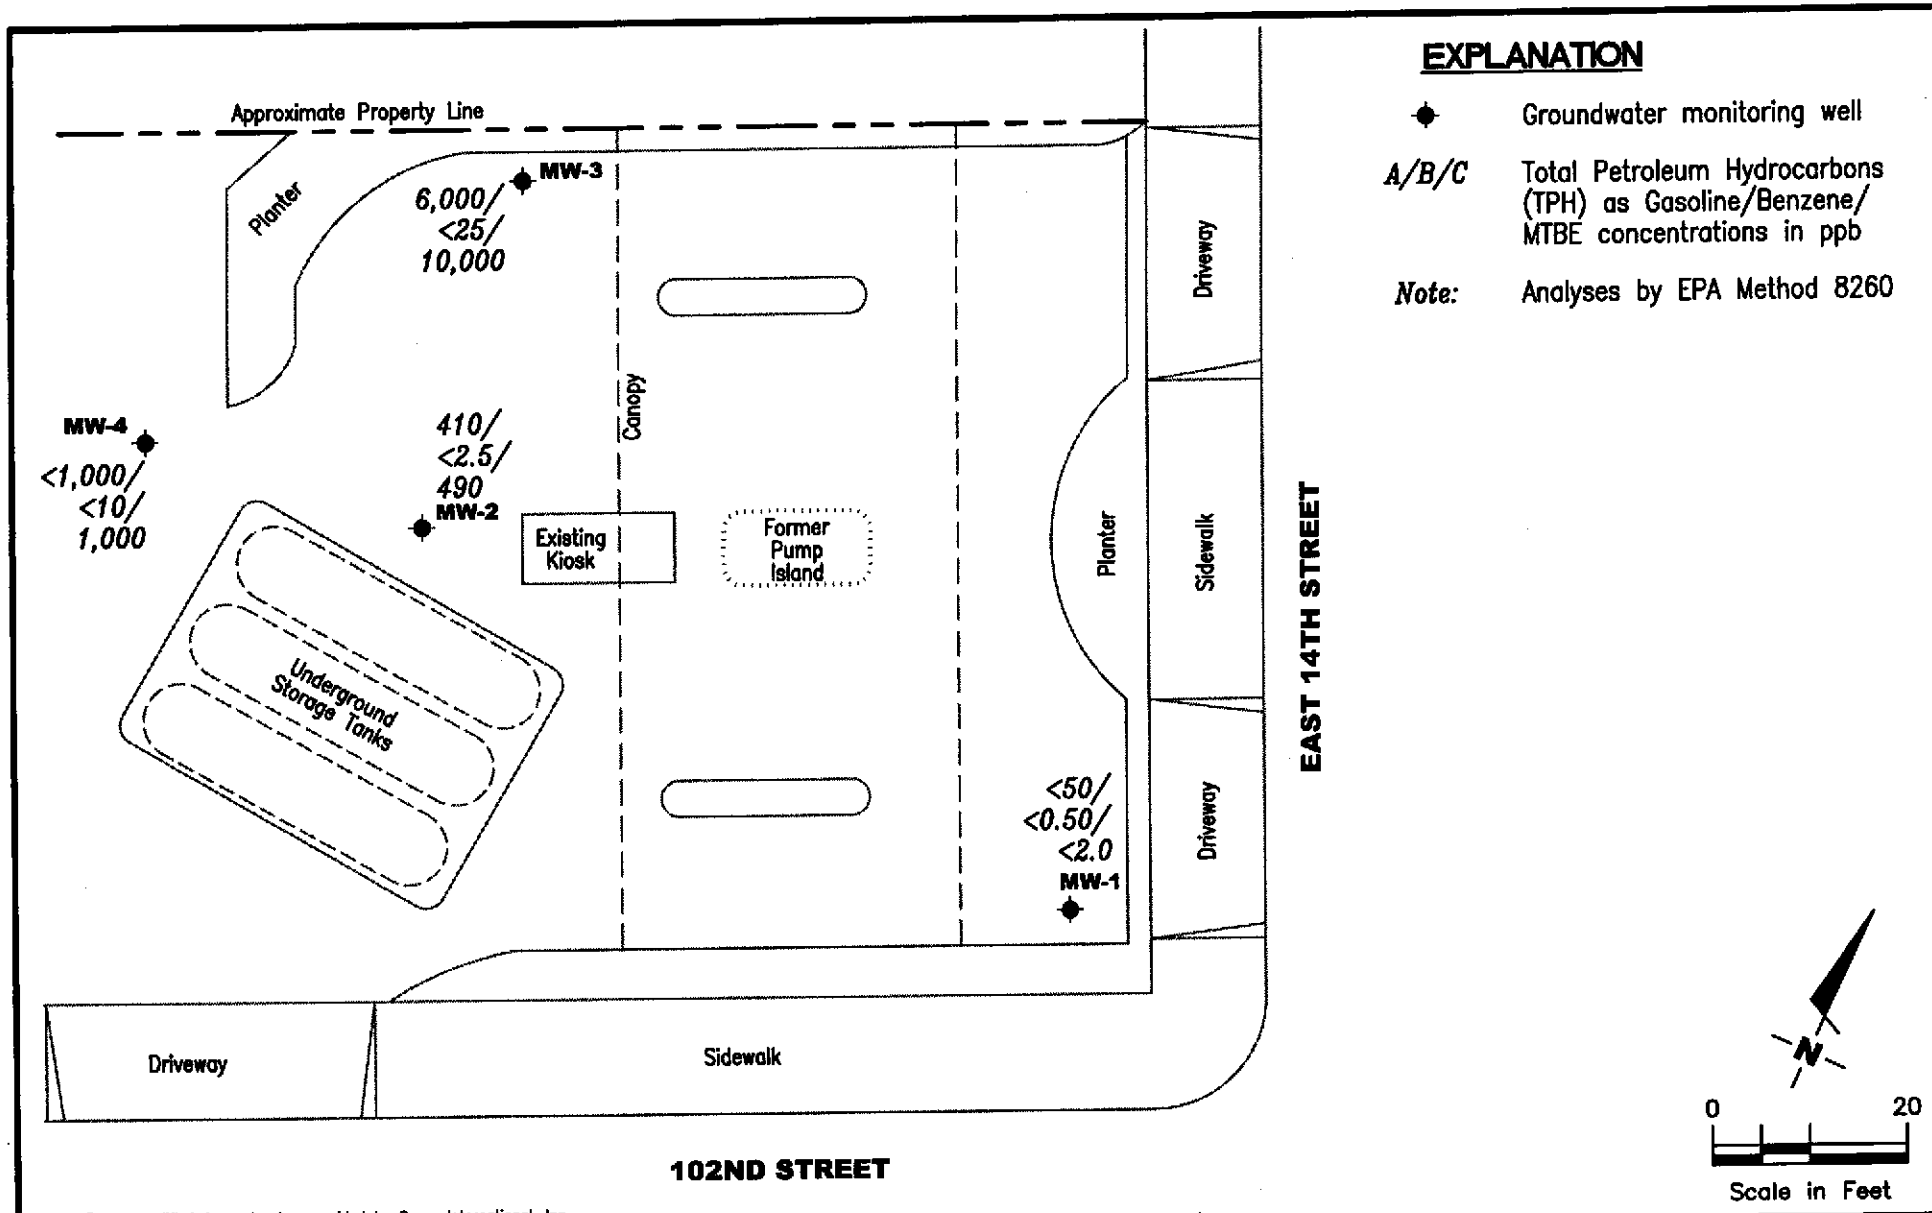 EXPLANATION
Groundwater monitoring well
A/B/C Total Petroleum Hydrocarbons
(TPH) as Gasoline/Benzene/
MTBE concentrations in ppb
Note: Analyses by EPA Method 8260
Approximate Property Line
Planter
MW-3
6,000/
<25/
10,000
Driveway
Canopy
MW-4
<1,000/
<10/
1,000
410/
<2.5/
490
MW-2
Existing
Kiosk
Former
Pump
Island
Planter
Sidewalk
EAST 14TH STREET
Underground
Storage Tanks
<50/
<0.50/
<2.0
MW-1
Driveway
Driveway
Sidewalk
102ND STREET
N
0 20
Scale in Feet